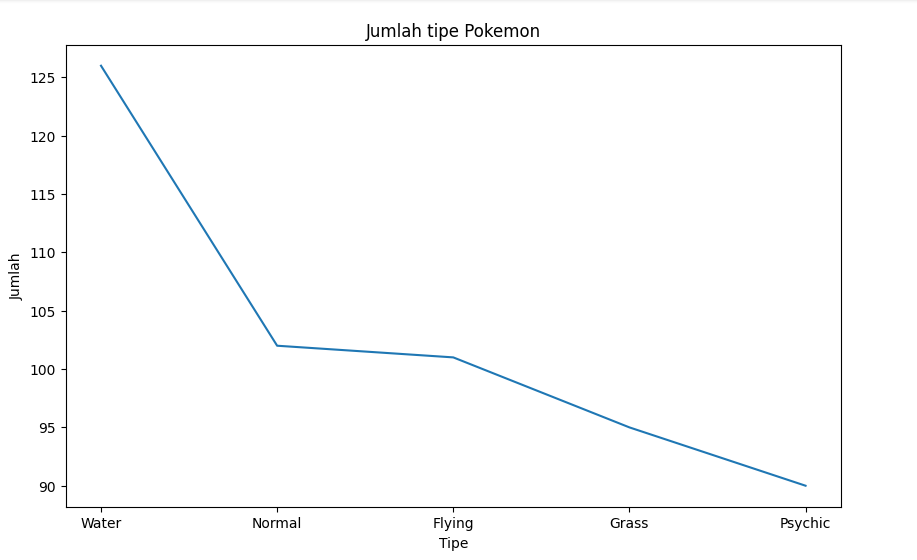 Jumlah tipe Pokemon
125
120
115
110
105
100
95
90
Jumlah
Water Normal Flying Grass Psychic
Tipe